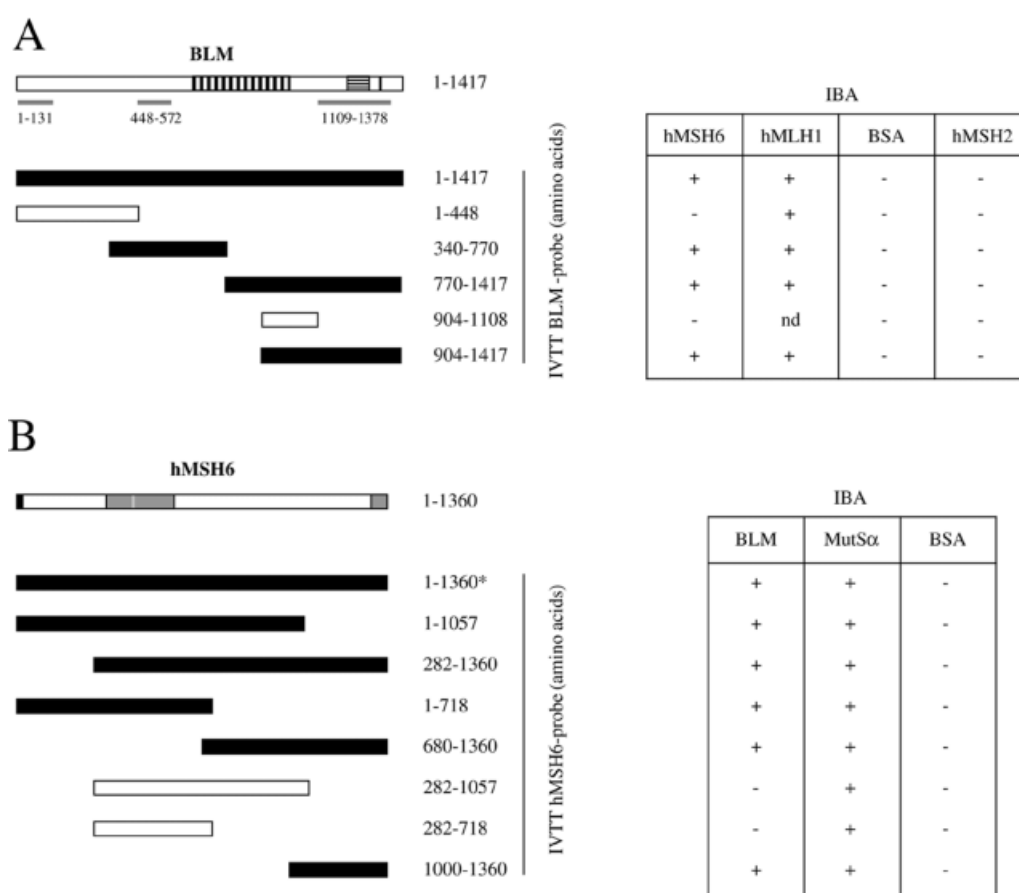 A
BLM
1-1417
1-131 448-572 1109-1378
IBA
hMSH6 hMLH1 BSA hMSH2
1-1417 + + - -
1-448 - + - -
340-770 + + - -
770-1417 + + - -
904-1108 - nd - -
904-1417 + + - -
IVTT BLM -probe (amino acids)
B
hMSH6
1-1360
IBA
BLM MutSα BSA
1-1360* + + -
1-1057 + + -
282-1360 + + -
1-718 + + -
680-1360 + + -
282-1057 - + -
282-718 - + -
1000-1360 + + -
IVTT hMSH6-probe (amino acids)